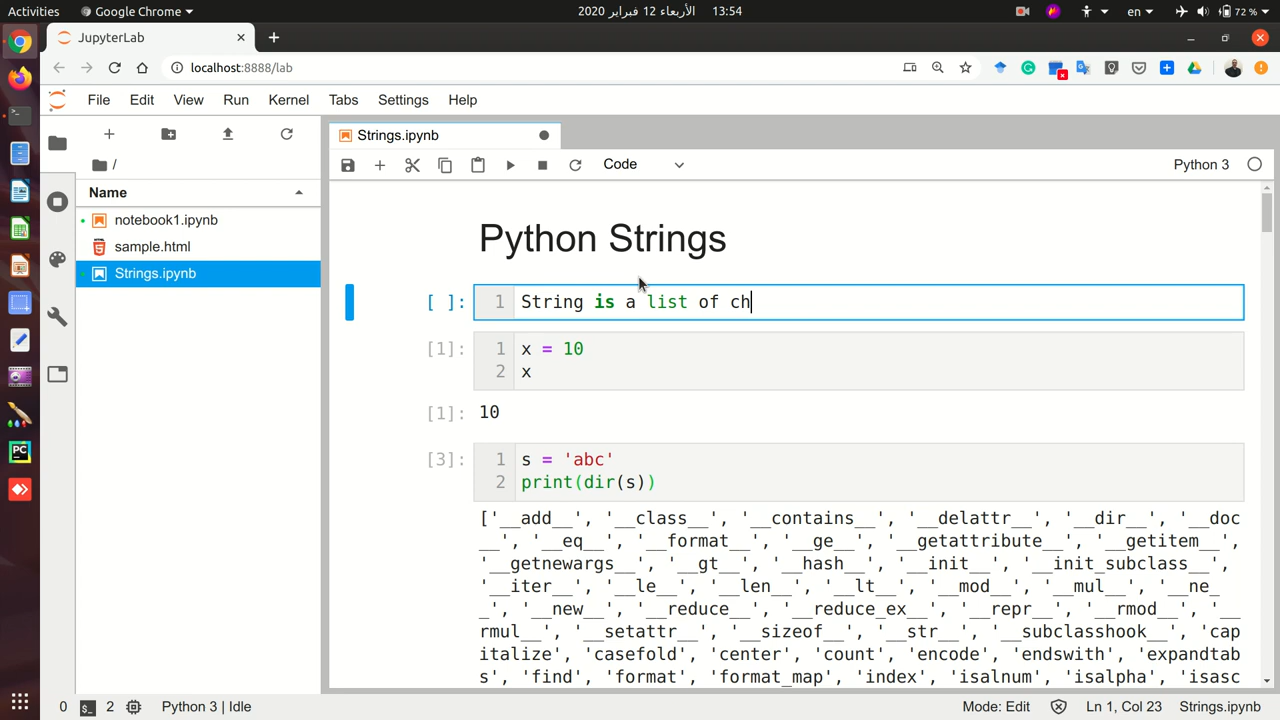 Activities
Google Chrome
الأربعاء 12 فبراير 2020
13:54
en
72 %
JupyterLab
localhost:8888/lab
File Edit View Run Kernel Tabs Settings Help
Strings.ipynb
/
Code
Python 3
Name
notebook1.ipynb
sample.html
Strings.ipynb
Python Strings
[ ]: 1 String is a list of ch
[1]: 1 x = 10
2 x
[1]: 10
[3]: 1 s = 'abc'
2 print(dir(s))
['__add__', '__class__', '__contains__', '__delattr__', '__dir__', '__doc
__', '__eq__', '__format__', '__ge__', '__getattribute__', '__getitem__',
'__getnewargs__', '__gt__', '__hash__', '__init__', '__init_subclass__',
'__iter__', '__le__', '__len__', '__lt__', '__mod__', '__mul__', '__ne_
_', '__new__', '__reduce__', '__reduce_ex__', '__repr__', '__rmod__', '__
rmul__', '__setattr__', '__sizeof__', '__str__', '__subclasshook__', 'cap
italize', 'casefold', 'center', 'count', 'encode', 'endswith', 'expandtab
s', 'find', 'format', 'format_map', 'index', 'isalnum', 'isalpha', 'isasc
0
2
Python 3 | Idle
Mode: Edit
Ln 1, Col 23
Strings.ipynb
PC